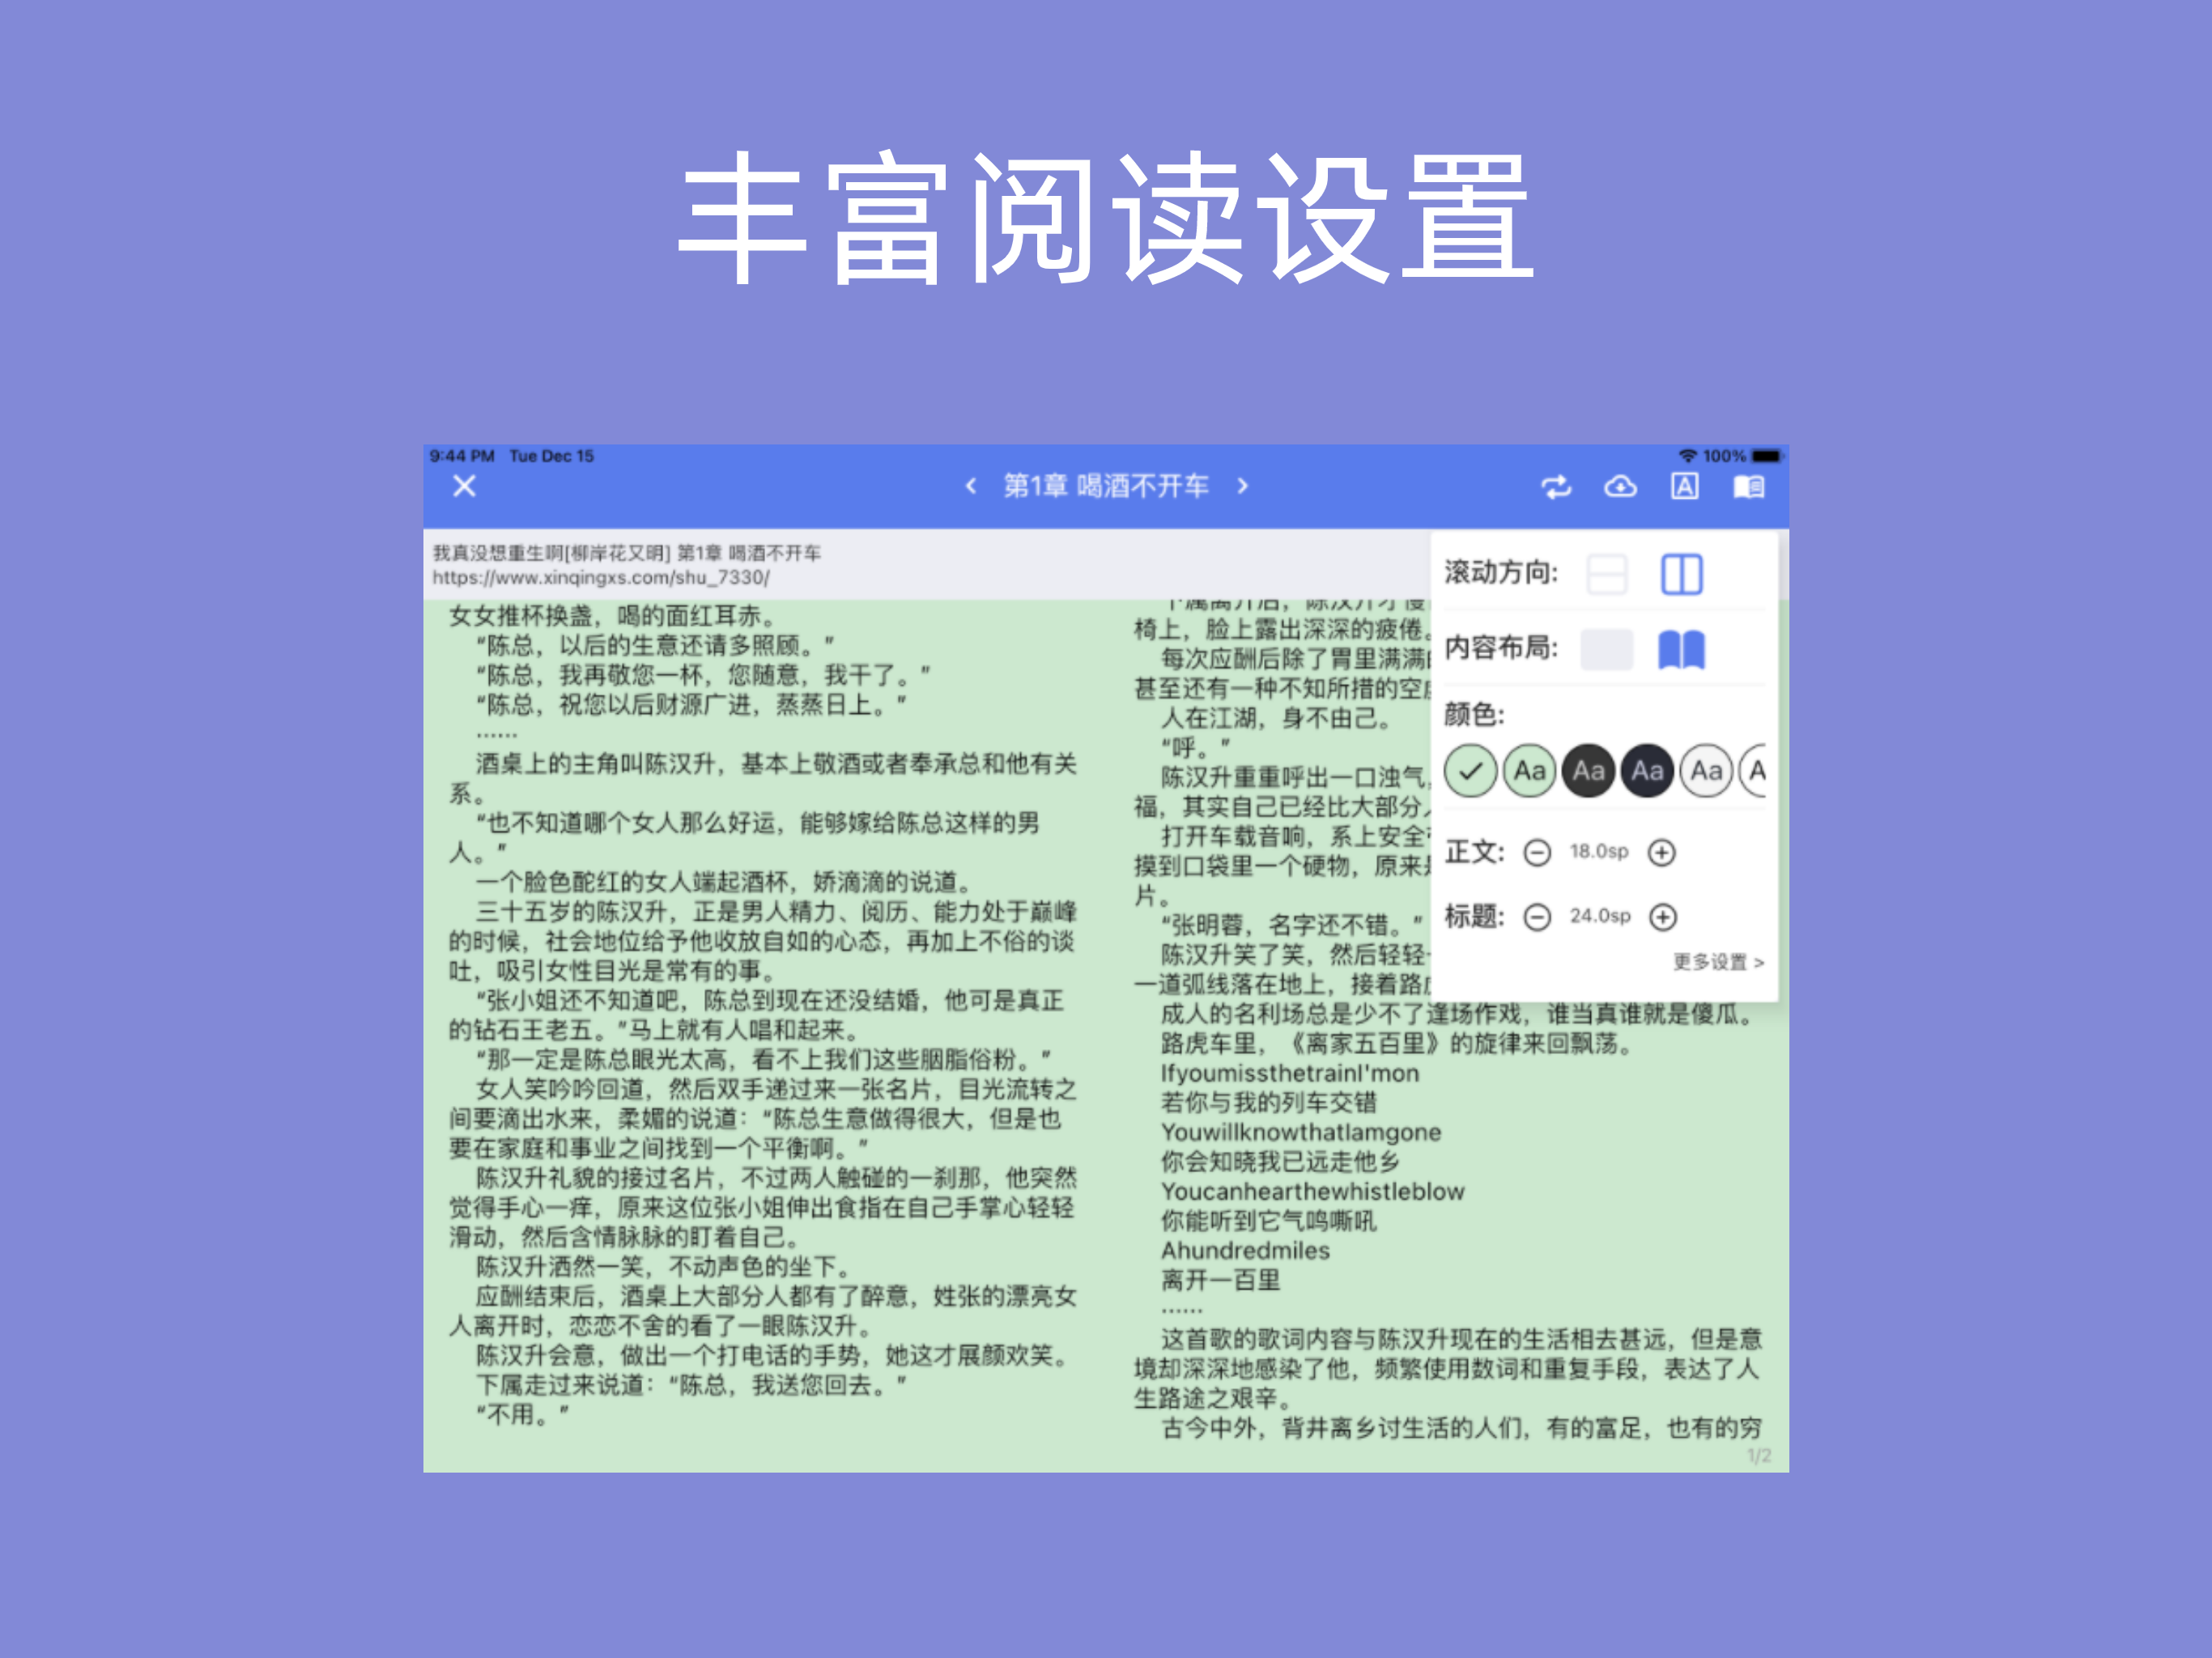 丰富阅读设置
9:44 PM Tue Dec 15
100%
第1章 喝酒不开车
我真没想重生啊[柳岸花又明] 第1章 喝酒不开车
https://www.xinqingxs.com/shu_7330/
女女推杯换盏，喝的面红耳赤。
“陈总，以后的生意还请多照顾。”
“陈总，我再敬您一杯，您随意，我干了。”
“陈总，祝您以后财源广进，蒸蒸日上。”
……
酒桌上的主角叫陈汉升，基本上敬酒或者奉承总和他有关
系。
“也不知道哪个女人那么好运，能够嫁给陈总这样的男
人。”
一个脸色酡红的女人端起酒杯，娇滴滴的说道。
三十五岁的陈汉升，正是男人精力、阅历、能力处于巅峰
的时候，社会地位给予他收放自如的心态，再加上不俗的谈
吐，吸引女性目光是常有的事。
“张小姐还不知道吧，陈总到现在还没结婚，他可是真正
的钻石王老五。”马上就有人唱和起来。
“那一定是陈总眼光太高，看不上我们这些胭脂俗粉。”
女人笑吟吟回道，然后双手递过来一张名片，目光流转之
间要滴出水来，柔媚的说道：“陈总生意做得很大，但是也
要在家庭和事业之间找到一个平衡啊。”
陈汉升礼貌的接过名片，不过两人触碰的一刹那，他突然
觉得手心一痒，原来这位张小姐伸出食指在自己手掌心轻轻
滑动，然后含情脉脉的盯着自己。
陈汉升洒然一笑，不动声色的坐下。
应酬结束后，酒桌上大部分人都有了醉意，姓张的漂亮女
人离开时，恋恋不舍的看了一眼陈汉升。
陈汉升会意，做出一个打电话的手势，她这才展颜欢笑。
下属走过来说道：“陈总，我送您回去。”
“不用。”
下属离开后，陈汉升才慢
椅上，脸上露出深深的疲倦。
每次应酬后除了胃里满满
甚至还有一种不知所措的空
人在江湖，身不由己。
“呼。”
陈汉升重重呼出一口浊气，
福，其实自己已经比大部分
打开车载音响，系上安全
摸到口袋里一个硬物，原来
片。
“张明蓉，名字还不错。”
陈汉升笑了笑，然后轻轻
一道弧线落在地上，接着路
成人的名利场总是少不了逢场作戏，谁当真谁就是傻瓜。
路虎车里，《离家五百里》的旋律来回飘荡。
IfyoumissthetrainI'mon
若你与我的列车交错
YouwillknowthatIamgone
你会知晓我已远走他乡
Youcanhearthewhistleblow
你能听到它气鸣嘶吼
Ahundredmiles
离开一百里
……
这首歌的歌词内容与陈汉升现在的生活相去甚远，但是意
境却深深地感染了他，频繁使用数词和重复手段，表达了人
生路途之艰辛。
古今中外，背井离乡讨生活的人们，有的富足，也有的穷
1/2
滚动方向:
内容布局:
颜色:
Aa Aa Aa Aa A
正文: 18.0sp
标题: 24.0sp
更多设置 >